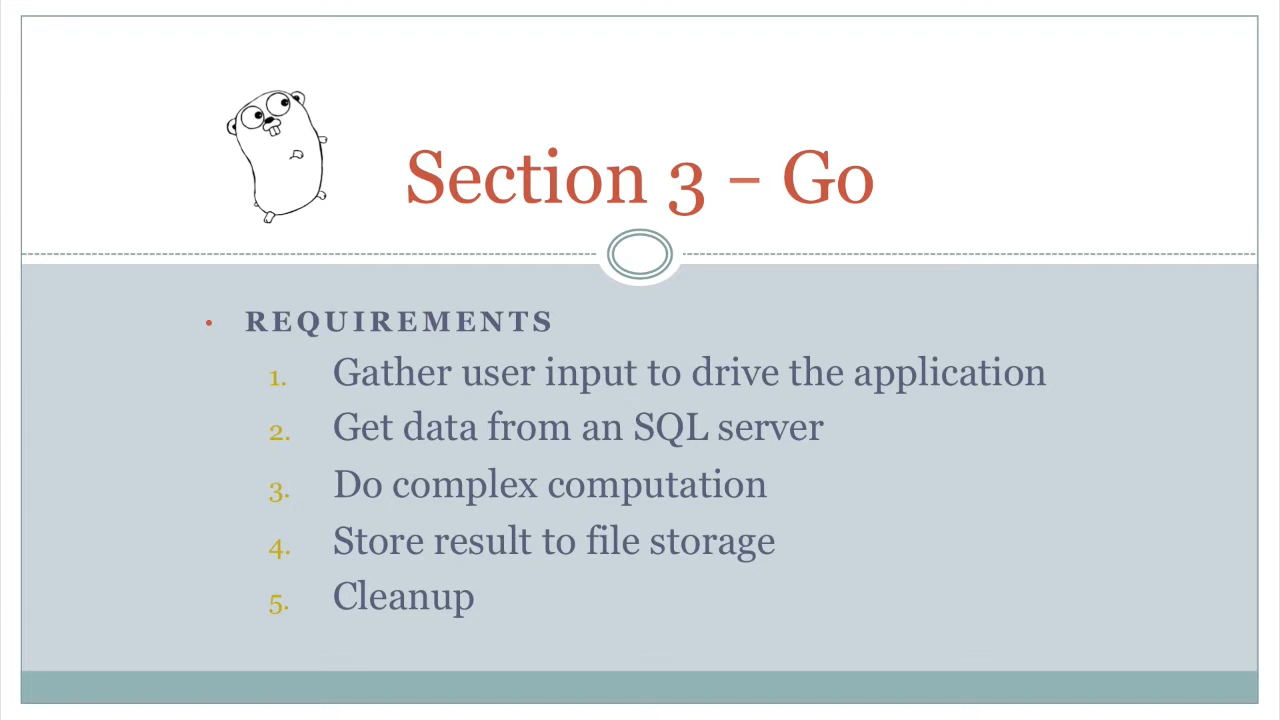 Section 3 – Go
• REQUIREMENTS
1. Gather user input to drive the application
2. Get data from an SQL server
3. Do complex computation
4. Store result to file storage
5. Cleanup